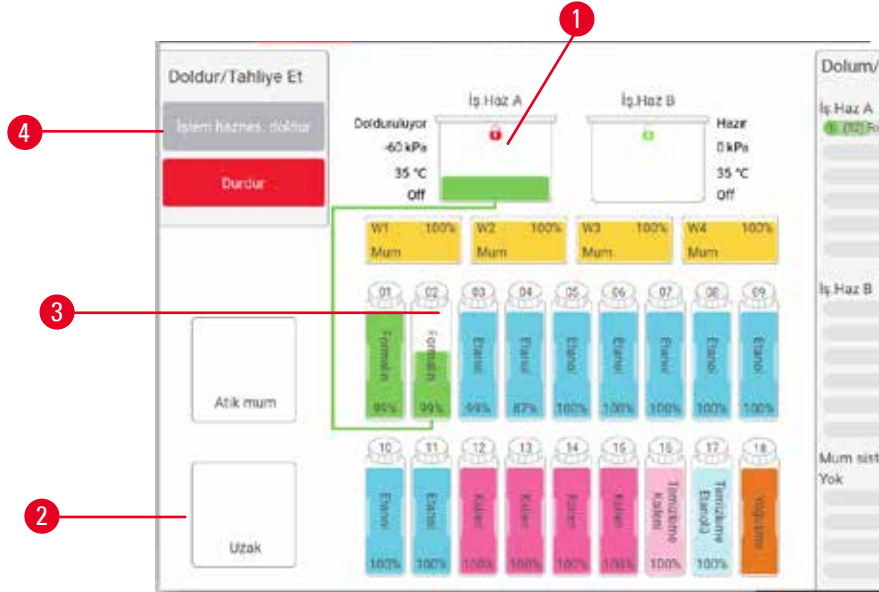 1
Doldur/Tahliye Et
İşlem haznes. doldur
Durdur
4
İş.Haz A
İş.Haz B
Dolduruluyor
-60 kPa
35 °C
Off
Hazır
0 kPa
35 °C
Off
Dolum/
İş.Haz A
W1 100% W2 100% W3 100% W4 100%
Mum Mum Mum Mum
01 02 03 04 05 06 07 08 09
Formalin Formalin Etanol Etanol Etanol Etanol Etanol Etanol Etanol
99% 99% 99% 87% 100% 100% 100% 100% 100%
3
İş.Haz B
Atık mum
10 11 12 13 14 15 16 17 18
Etanol Etanol Ksilen Ksilen Ksilen Ksilen Temizleme Ksileni Temizleme Etanolü
100% 100% 100% 100% 100% 100% 100% 100%
2
Uzak
Mum sist
Yok